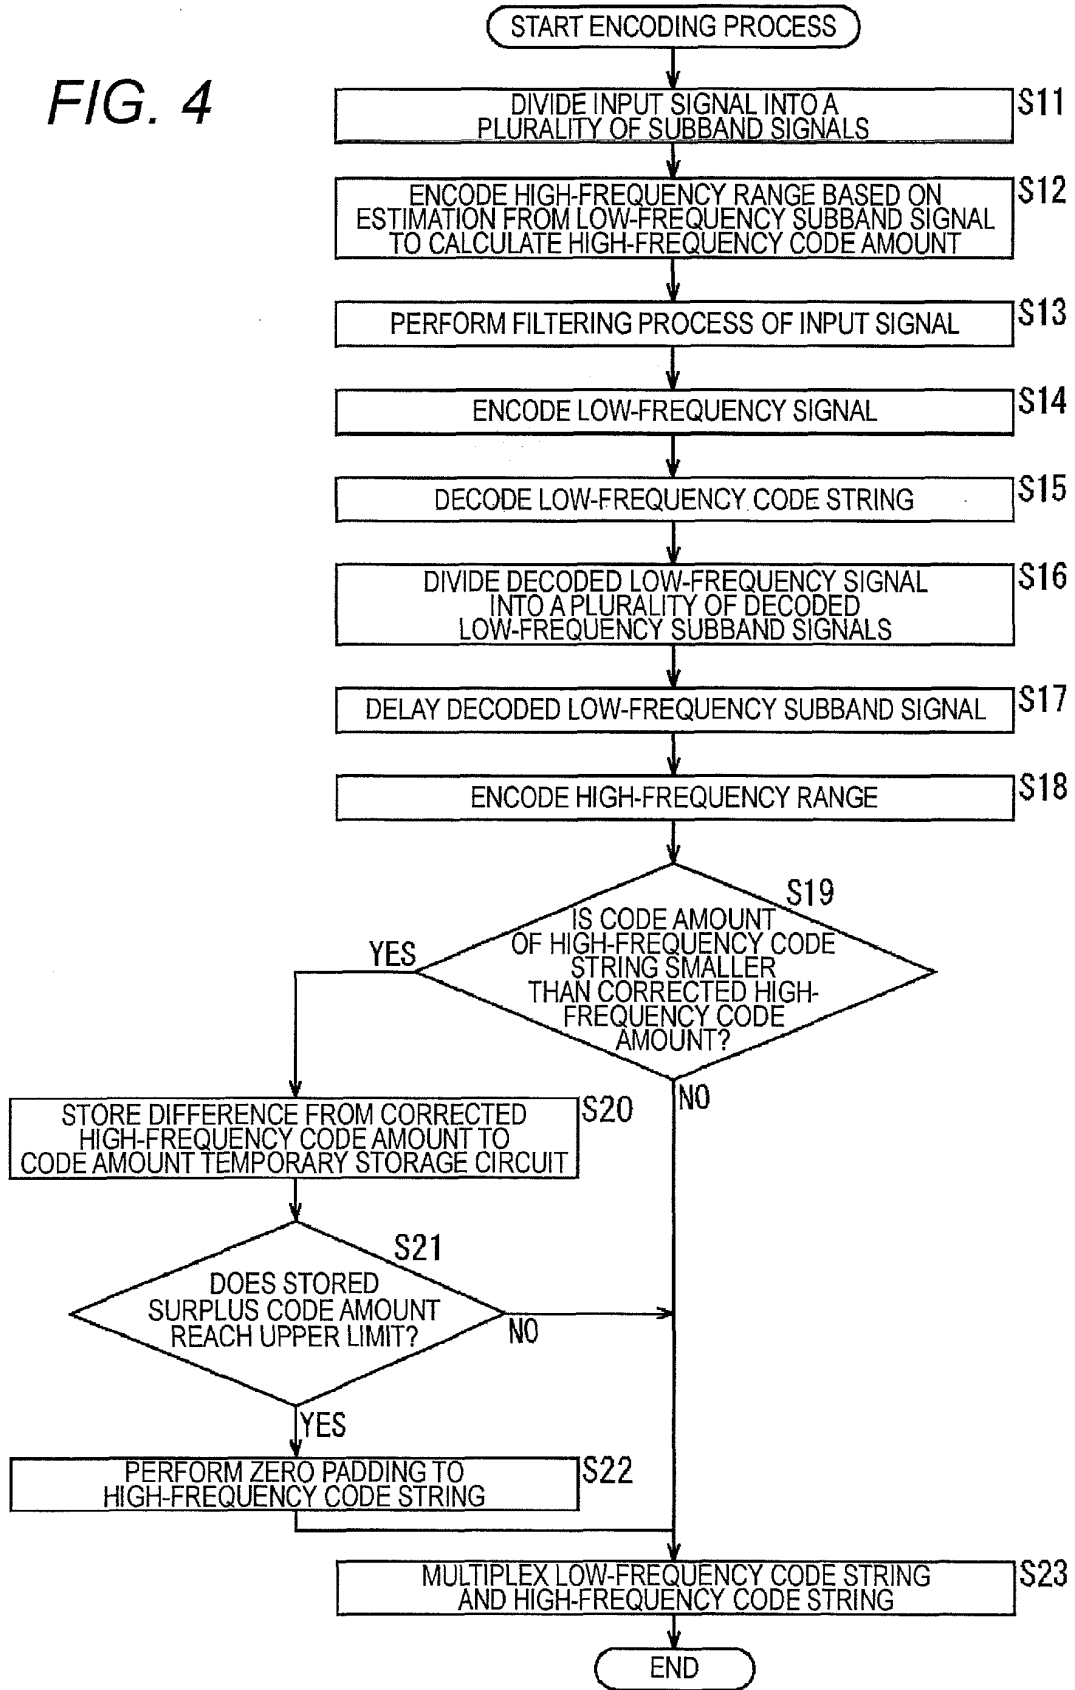 FIG. 4
START ENCODING PROCESS
DIVIDE INPUT SIGNAL INTO A
PLURALITY OF SUBBAND SIGNALS
S11
ENCODE HIGH-FREQUENCY RANGE BASED ON
ESTIMATION FROM LOW-FREQUENCY SUBBAND SIGNAL
TO CALCULATE HIGH-FREQUENCY CODE AMOUNT
S12
PERFORM FILTERING PROCESS OF INPUT SIGNAL
S13
ENCODE LOW-FREQUENCY SIGNAL
S14
DECODE LOW-FREQUENCY CODE STRING
S15
DIVIDE DECODED LOW-FREQUENCY SIGNAL
INTO A PLURALITY OF DECODED
LOW-FREQUENCY SUBBAND SIGNALS
S16
DELAY DECODED LOW-FREQUENCY SUBBAND SIGNAL
S17
ENCODE HIGH-FREQUENCY RANGE
S18
S19
IS CODE AMOUNT
OF HIGH-FREQUENCY CODE
STRING SMALLER
THAN CORRECTED HIGH-
FREQUENCY CODE
AMOUNT?
YES
NO
STORE DIFFERENCE FROM CORRECTED
HIGH-FREQUENCY CODE AMOUNT TO
CODE AMOUNT TEMPORARY STORAGE CIRCUIT
S20
S21
DOES STORED
SURPLUS CODE AMOUNT
REACH UPPER LIMIT?
NO
YES
PERFORM ZERO PADDING TO
HIGH-FREQUENCY CODE STRING
S22
MULTIPLEX LOW-FREQUENCY CODE STRING
AND HIGH-FREQUENCY CODE STRING
S23
END